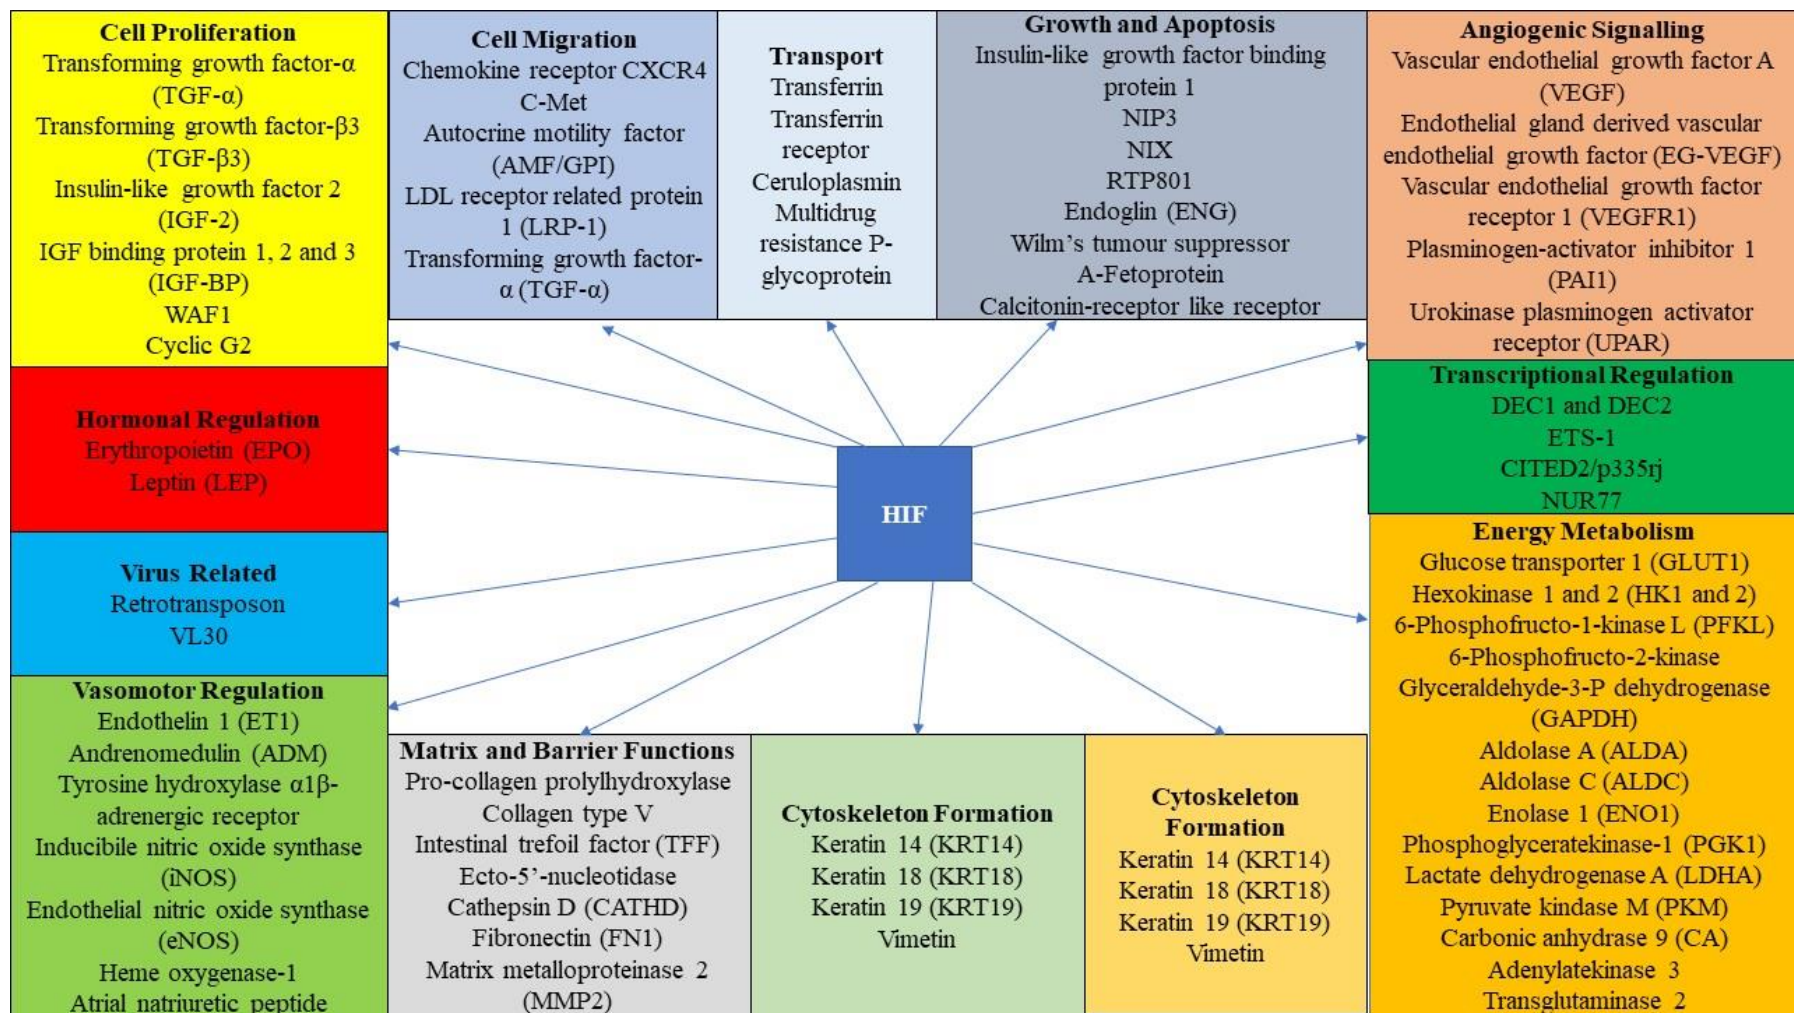 Cell Proliferation
Transforming growth factor-α
(TGF-α)
Transforming growth factor-β3
(TGF-β3)
Insulin-like growth factor 2
(IGF-2)
IGF binding protein 1, 2 and 3
(IGF-BP)
WAF1
Cyclic G2
Cell Migration
Chemokine receptor CXCR4
C-Met
Autocrine motility factor
(AMF/GPI)
LDL receptor related protein
1 (LRP-1)
Transforming growth factor-
α (TGF-α)
Transport
Transferrin
Transferrin
receptor
Ceruloplasmin
Multidrug
resistance P-
glycoprotein
Growth and Apoptosis
Insulin-like growth factor binding
protein 1
NIP3
NIX
RTP801
Endoglin (ENG)
Wilm's tumour suppressor
A-Fetoprotein
Calcitonin-receptor like receptor
Angiogenic Signalling
Vascular endothelial growth factor A
(VEGF)
Endothelial gland derived vascular
endothelial growth factor (EG-VEGF)
Vascular endothelial growth factor
receptor 1 (VEGFR1)
Plasminogen-activator inhibitor 1
(PAI1)
Urokinase plasminogen activator
receptor (UPAR)
Hormonal Regulation
Erythropoietin (EPO)
Leptin (LEP)
HIF
Transcriptional Regulation
DEC1 and DEC2
ETS-1
CITED2/p335rj
NUR77
Virus Related
Retrotransposon
VL30
Energy Metabolism
Glucose transporter 1 (GLUT1)
Hexokinase 1 and 2 (HK1 and 2)
6-Phosphofructo-1-kinase L (PFKL)
6-Phosphofructo-2-kinase
Glyceraldehyde-3-P dehydrogenase
(GAPDH)
Aldolase A (ALDA)
Aldolase C (ALDC)
Enolase 1 (ENO1)
Phosphoglyceratekinase-1 (PGK1)
Lactate dehydrogenase A (LDHA)
Pyruvate kindase M (PKM)
Carbonic anhydrase 9 (CA)
Adenylatekinase 3
Transglutaminase 2
Vasomotor Regulation
Endothelin 1 (ET1)
Andrenomedulin (ADM)
Tyrosine hydroxylase α1β-
adrenergic receptor
Inducibile nitric oxide synthase
(iNOS)
Endothelial nitric oxide synthase
(eNOS)
Heme oxygenase-1
Atrial natriuretic peptide
Matrix and Barrier Functions
Pro-collagen prolylhydroxylase
Collagen type V
Intestinal trefoil factor (TFF)
Ecto-5’-nucleotidase
Cathepsin D (CATHD)
Fibronectin (FN1)
Matrix metalloproteinase 2
(MMP2)
Cytoskeleton Formation
Keratin 14 (KRT14)
Keratin 18 (KRT18)
Keratin 19 (KRT19)
Vimetin
Cytoskeleton
Formation
Keratin 14 (KRT14)
Keratin 18 (KRT18)
Keratin 19 (KRT19)
Vimetin